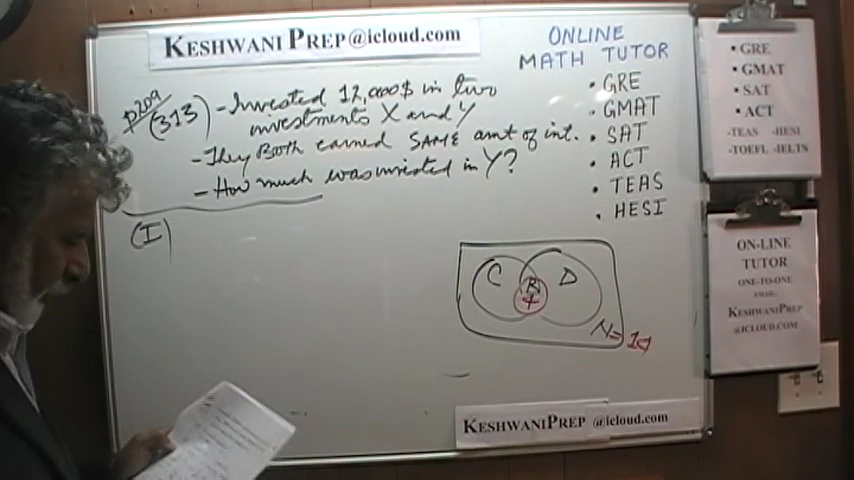 KESHWANI PREP@icloud.com
ONLINE
MATH TUTOR
• GRE
• GMAT
• SAT
• ACT
• TEAS
• HESI
p209
(313) - Invested 12,000$ in two
investments X and Y
- They Both earned SAME amt of int.
- How much was invested in Y?
(I)
C
B
4
D
N=
KESHWANIPREP @icloud.com
• GRE
• GMAT
• SAT
• ACT
-TEAS -HESI
-TOEFL -IELTS
ON-LINE
TUTOR
ONE-TO-ONE
EMAIL:
KESHWANIPREP
@ICLOUD.COM